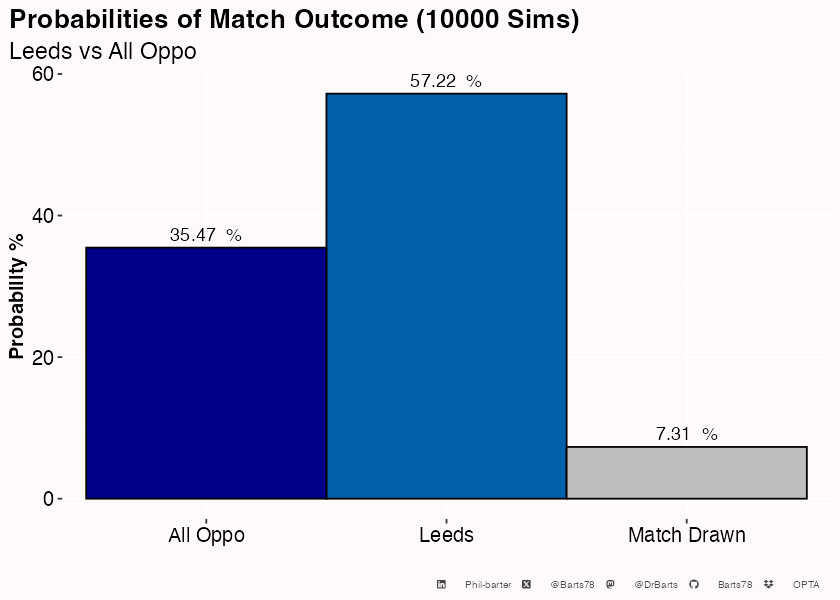 Probabilities of Match Outcome (10000 Sims)
Leeds vs All Oppo
60
57.22 %
40
35.47 %
Probability %
20
7.31 %
0
All Oppo Leeds Match Drawn
Phil-barter @Barts78 @DrBarts Barts78 OPTA